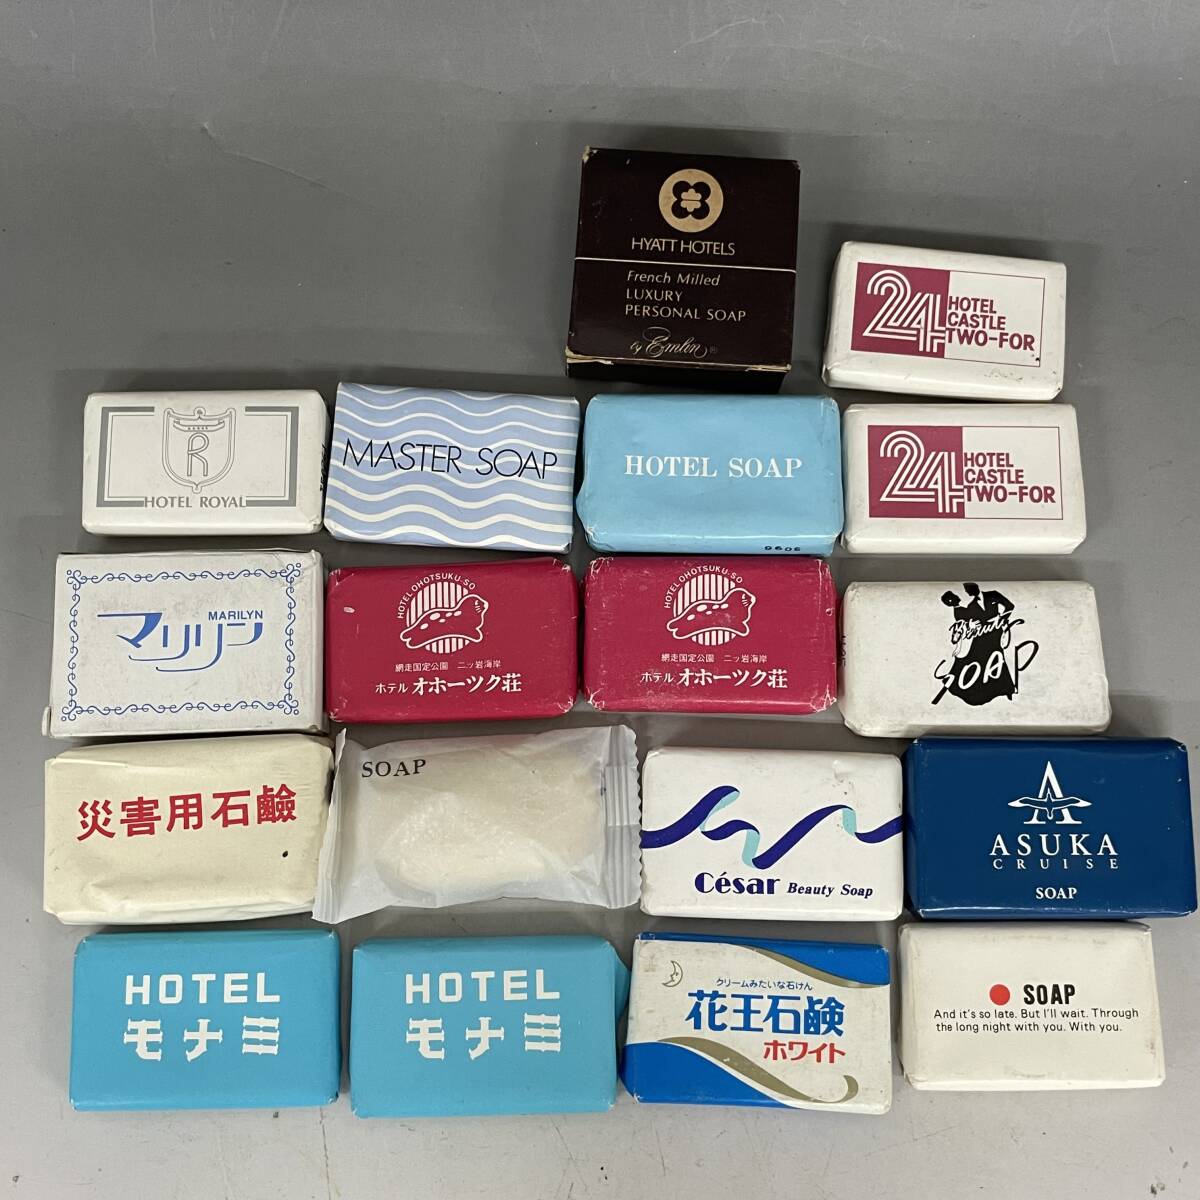 HYATT HOTELS
French Milled
LUXURY
PERSONAL SOAP
by Emlin®
24 HOTEL
CASTLE
TWO-FOR
R
HOTEL ROYAL
MASTER SOAP
HOTEL SOAP
24 HOTEL
CASTLE
TWO-FOR
マリリン
MARILYN
HOTEL OHOTSUKU-SO
網走国定公園 二ッ岩海岸
ホテル オホーツク荘
HOTEL OHOTSUKU-SO
網走国定公園 二ッ岩海岸
ホテル オホーツク荘
Beauty
SOAP
災害用石鹼
SOAP
César Beauty Soap
ASUKA
CRUISE
SOAP
HOTEL
モナミ
HOTEL
モナミ
クリームみたいな石けん
花王石鹸
ホワイト
SOAP
And it's so late. But I'll wait. Through
the long night with you. With you.